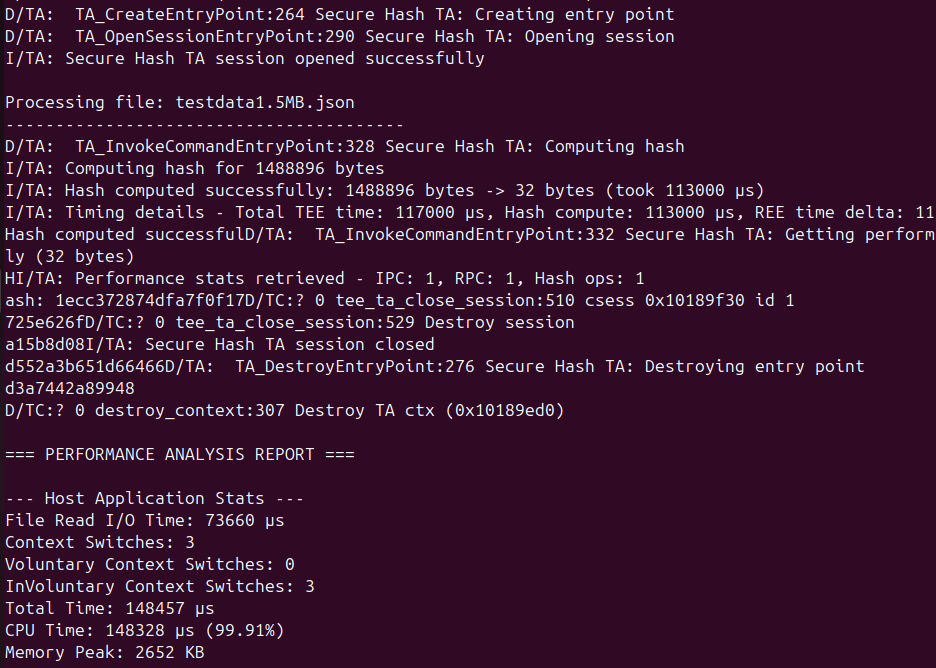 D/TA:  TA_CreateEntryPoint:264 Secure Hash TA: Creating entry point
D/TA:  TA_OpenSessionEntryPoint:290 Secure Hash TA: Opening session
I/TA: Secure Hash TA session opened successfully
Processing file: testdata1.5MB.json
----------------------------------------
D/TA:  TA_InvokeCommandEntryPoint:328 Secure Hash TA: Computing hash
I/TA: Computing hash for 1488896 bytes
I/TA: Hash computed successfully: 1488896 bytes -> 32 bytes (took 113000 µs)
I/TA: Timing details - Total TEE time: 117000 µs, Hash compute: 113000 µs, REE time delta: 11
Hash computed successfulD/TA:  TA_InvokeCommandEntryPoint:332 Secure Hash TA: Getting perform
ly (32 bytes)
HI/TA: Performance stats retrieved - IPC: 1, RPC: 1, Hash ops: 1
ash: 1ecc372874dfa7f0f17D/TC:? 0 tee_ta_close_session:510 csess 0x10189f30 id 1
725e626fD/TC:? 0 tee_ta_close_session:529 Destroy session
a15b8d08I/TA: Secure Hash TA session closed
d552a3b651d66466D/TA:  TA_DestroyEntryPoint:276 Secure Hash TA: Destroying entry point
d3a7442a89948
D/TC:? 0 destroy_context:307 Destroy TA ctx (0x10189ed0)
=== PERFORMANCE ANALYSIS REPORT ===
--- Host Application Stats ---
File Read I/O Time: 73660 µs
Context Switches: 3
Voluntary Context Switches: 0
InVoluntary Context Switches: 3
Total Time: 148457 µs
CPU Time: 148328 µs (99.91%)
Memory Peak: 2652 KB